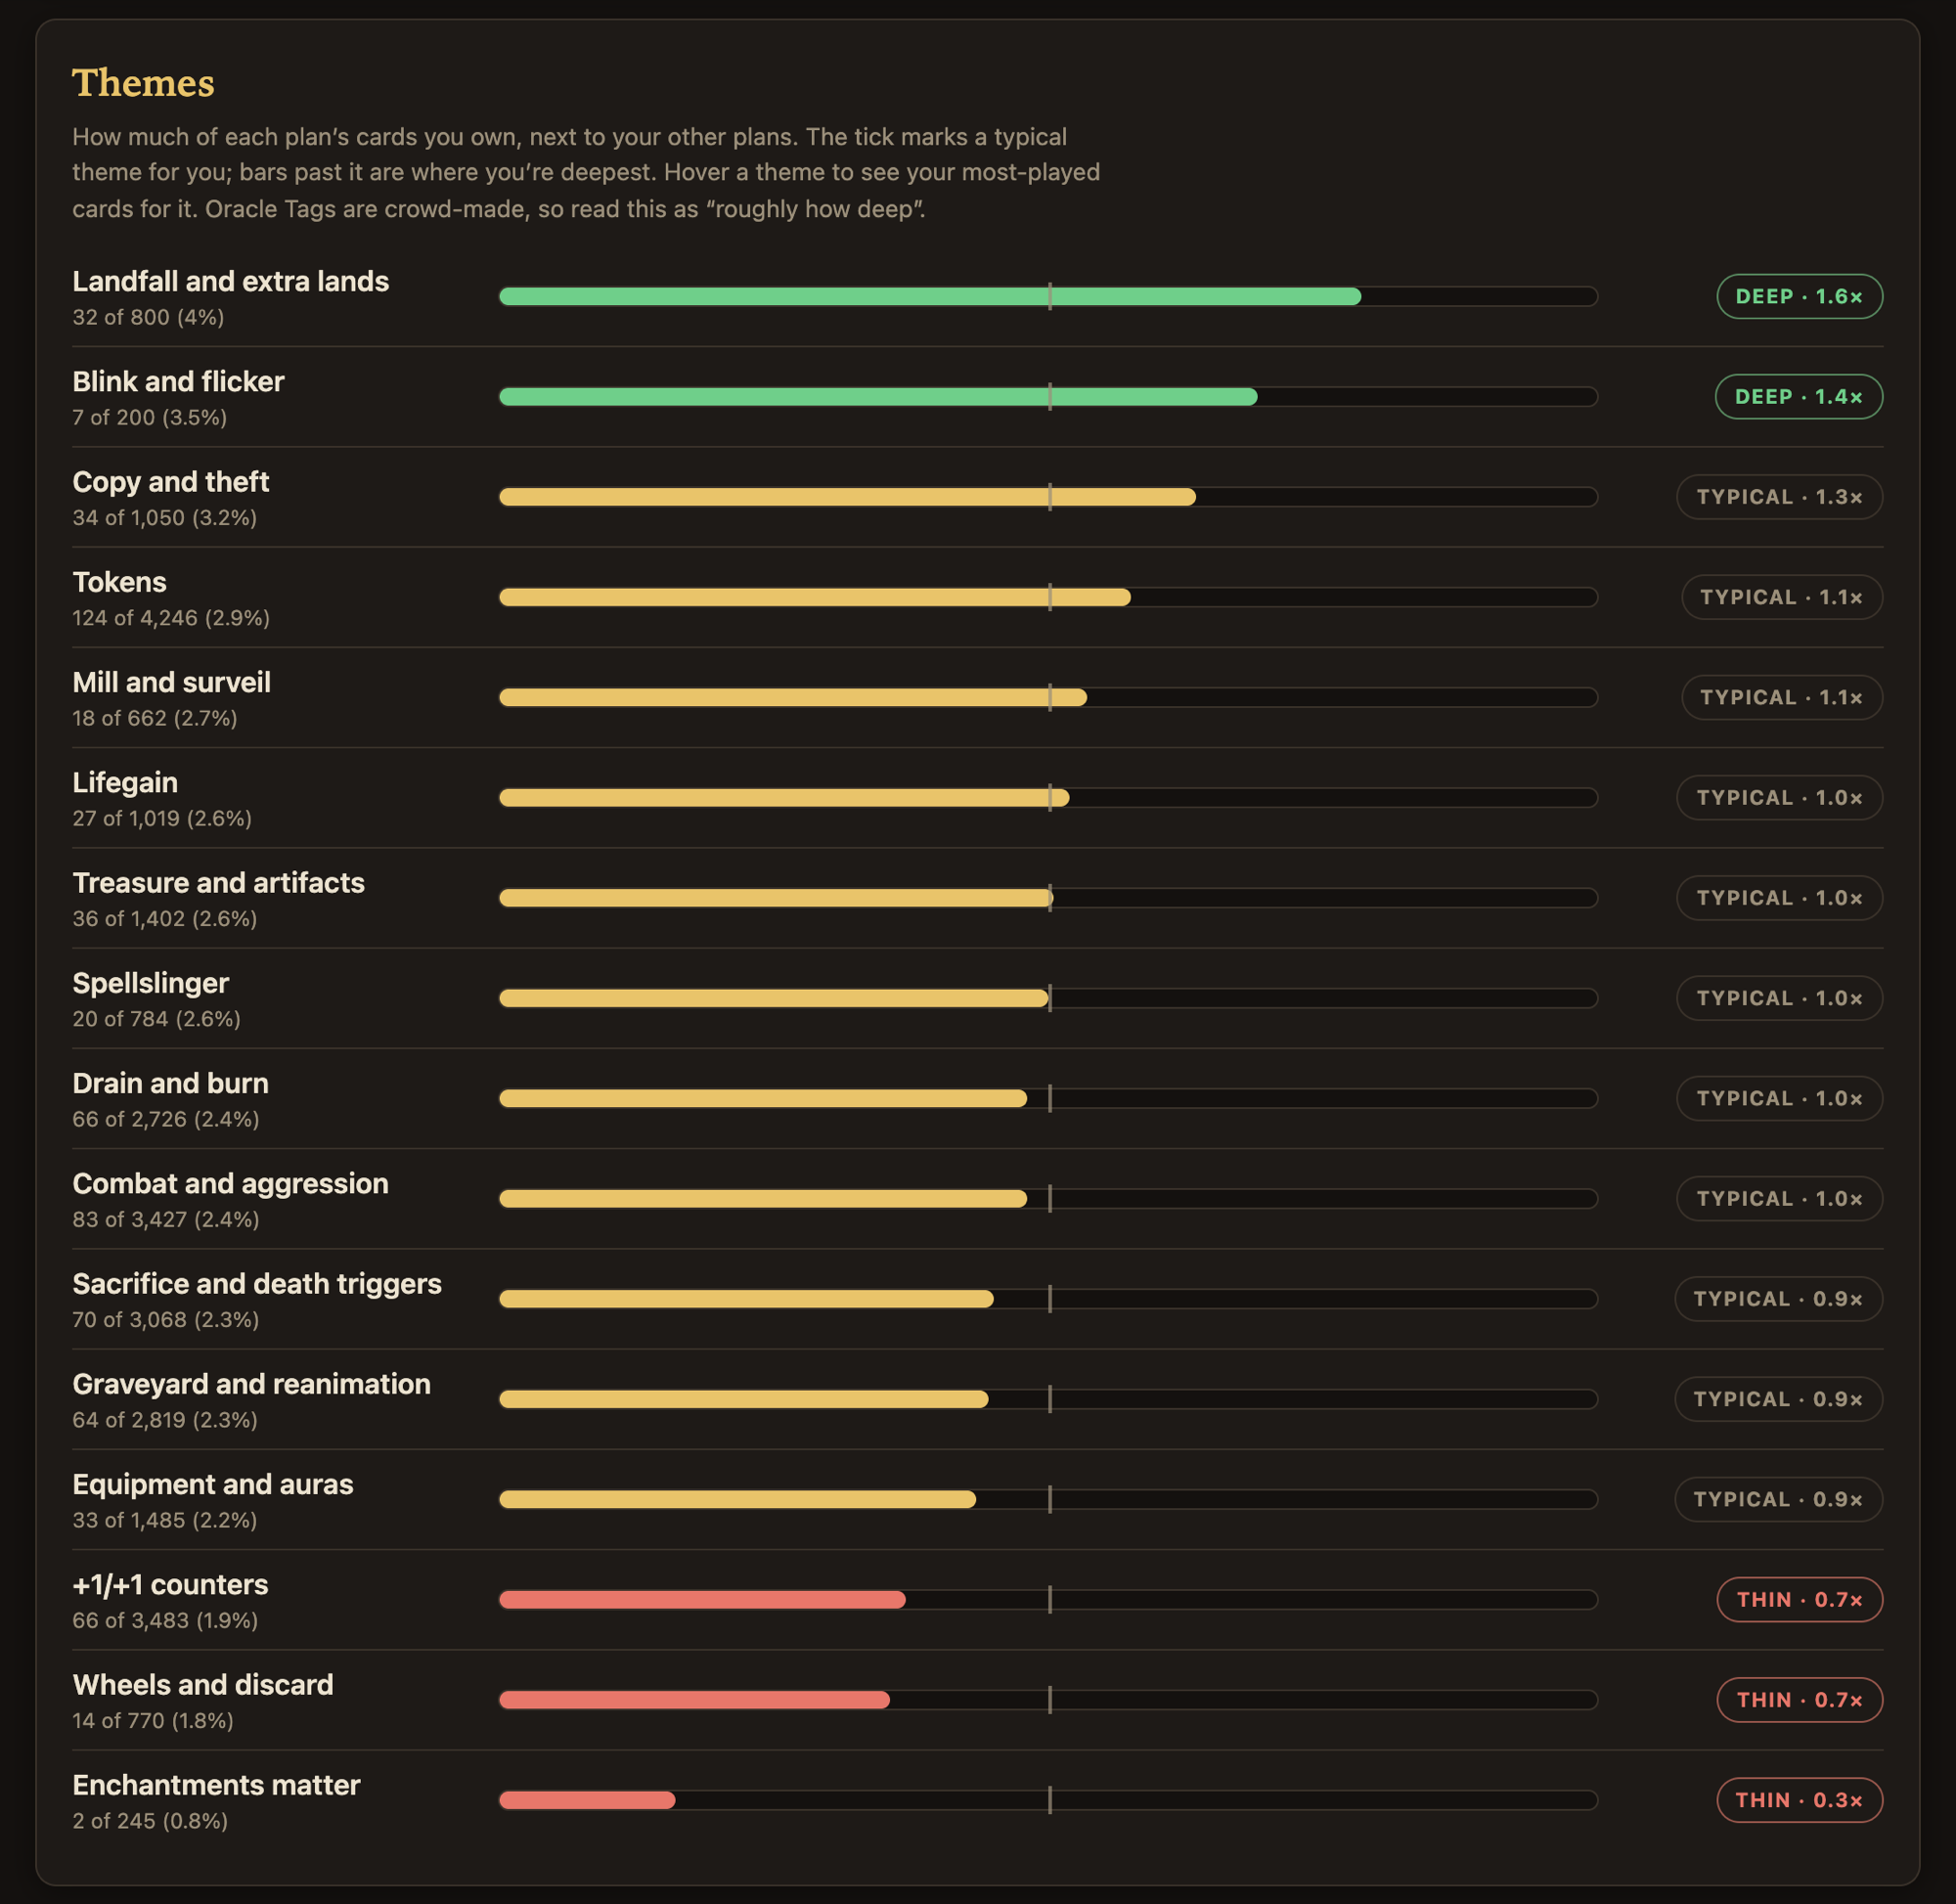 Themes
How much of each plan’s cards you own, next to your other plans. The tick marks a typical
theme for you; bars past it are where you’re deepest. Hover a theme to see your most-played
cards for it. Oracle Tags are crowd-made, so read this as “roughly how deep”.
Landfall and extra lands
32 of 800 (4%)
DEEP · 1.6×
Blink and flicker
7 of 200 (3.5%)
DEEP · 1.4×
Copy and theft
34 of 1,050 (3.2%)
TYPICAL · 1.3×
Tokens
124 of 4,246 (2.9%)
TYPICAL · 1.1×
Mill and surveil
18 of 662 (2.7%)
TYPICAL · 1.1×
Lifegain
27 of 1,019 (2.6%)
TYPICAL · 1.0×
Treasure and artifacts
36 of 1,402 (2.6%)
TYPICAL · 1.0×
Spellslinger
20 of 784 (2.6%)
TYPICAL · 1.0×
Drain and burn
66 of 2,726 (2.4%)
TYPICAL · 1.0×
Combat and aggression
83 of 3,427 (2.4%)
TYPICAL · 1.0×
Sacrifice and death triggers
70 of 3,068 (2.3%)
TYPICAL · 0.9×
Graveyard and reanimation
64 of 2,819 (2.3%)
TYPICAL · 0.9×
Equipment and auras
33 of 1,485 (2.2%)
TYPICAL · 0.9×
+1/+1 counters
66 of 3,483 (1.9%)
THIN · 0.7×
Wheels and discard
14 of 770 (1.8%)
THIN · 0.7×
Enchantments matter
2 of 245 (0.8%)
THIN · 0.3×